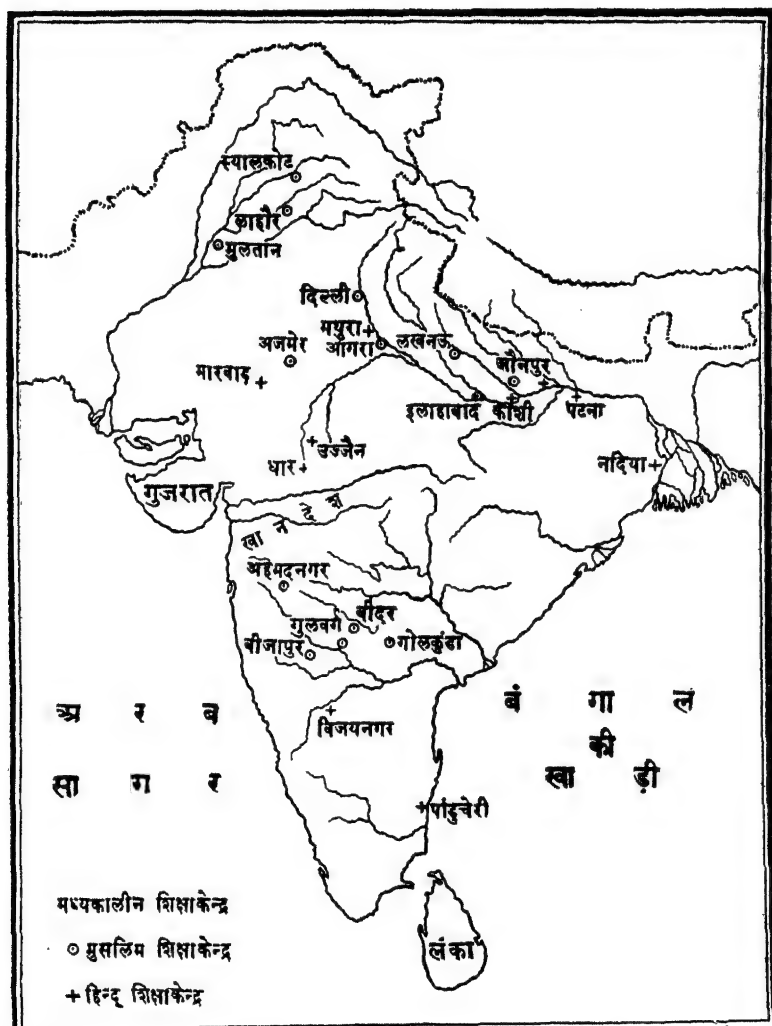 स्यालकोट
लाहौर
मुलतान
दिल्ली
मथुरा
आगरा
अजमेर
लखनऊ
मारवाड़
जौनपुर
इलाहाबाद
काशी
पटना
उज्जैन
धार
नदिया
गुजरात
खानदेश
अहमदनगर
बीदर
गुलबर्ग
गोलकुंडा
बीजापुर
विजयनगर
अरब
सागर
बंगाल
की
खाड़ी
पांडुचेरी
लंका
मध्यकालीन शिक्षाकेन्द्र
मुसलिम शिक्षाकेन्द्र
+ हिन्दू शिक्षाकेन्द्र